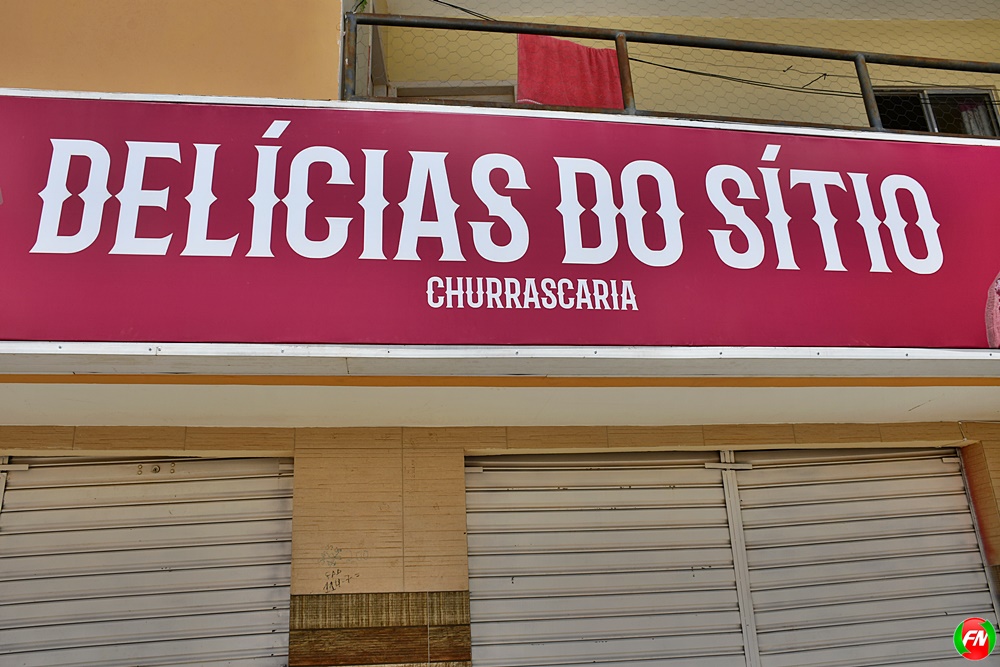 DELÍCIAS DO SÍTIO
CHURRASCARIA
FN